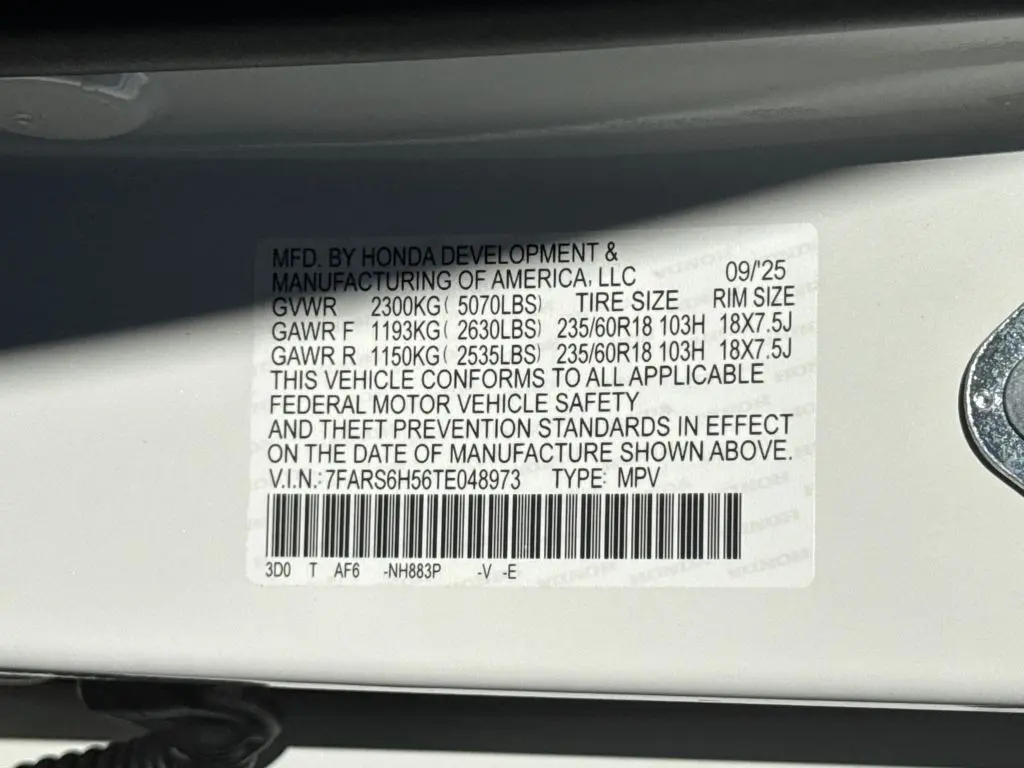 MFD. BY HONDA DEVELOPMENT &
MANUFACTURING OF AMERICA, LLC 09/'25
GVWR 2300KG( 5070LBS) TIRE SIZE RIM SIZE
GAWR F 1193KG( 2630LBS) 235/60R18 103H 18X7.5J
GAWR R 1150KG( 2535LBS) 235/60R18 103H 18X7.5J
THIS VEHICLE CONFORMS TO ALL APPLICABLE
FEDERAL MOTOR VEHICLE SAFETY
AND THEFT PREVENTION STANDARDS IN EFFECT
ON THE DATE OF MANUFACTURE SHOWN ABOVE.
V.I.N.: 7FARS6H56TE048973 TYPE: MPV
3D0 T AF6 -NH883P -V -E